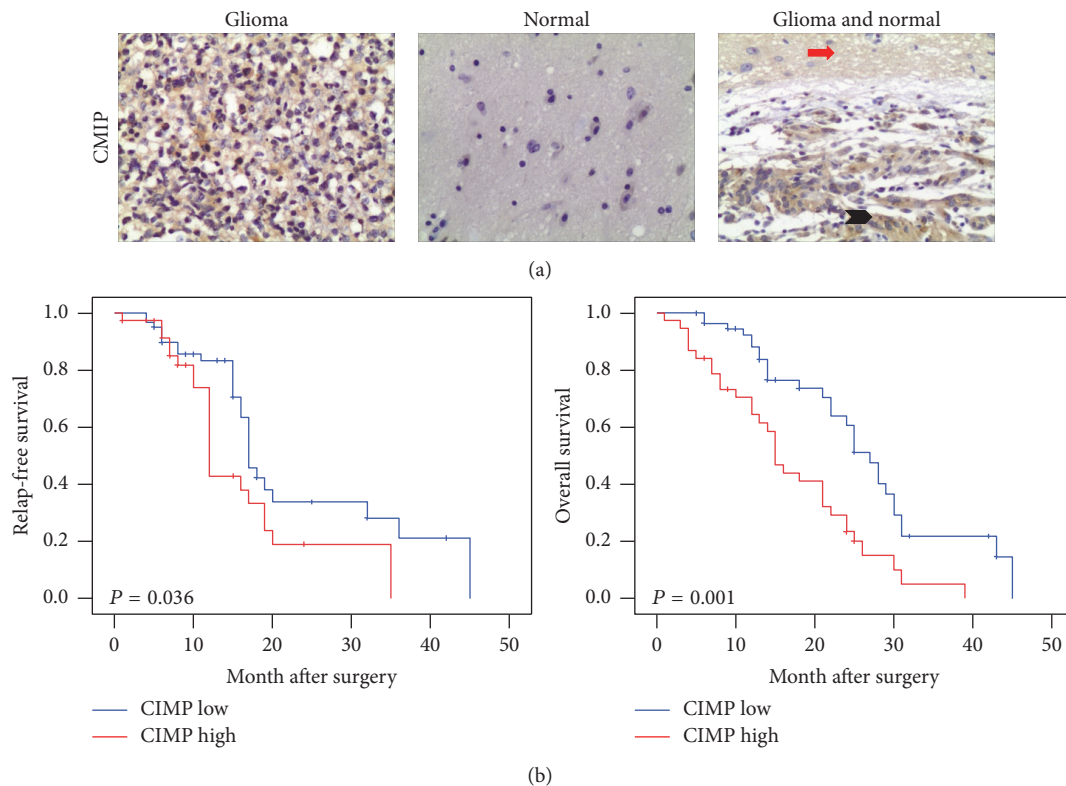 Glioma
Normal
Glioma and normal
CMIP
(a)
Relap-free survival
1.0
0.8
0.6
0.4
0.2
0.0
P = 0.036
0 10 20 30 40 50
Month after surgery
CIMP low
CIMP high
Overall survival
1.0
0.8
0.6
0.4
0.2
0.0
P = 0.001
0 10 20 30 40 50
Month after surgery
CIMP low
CIMP high
(b)